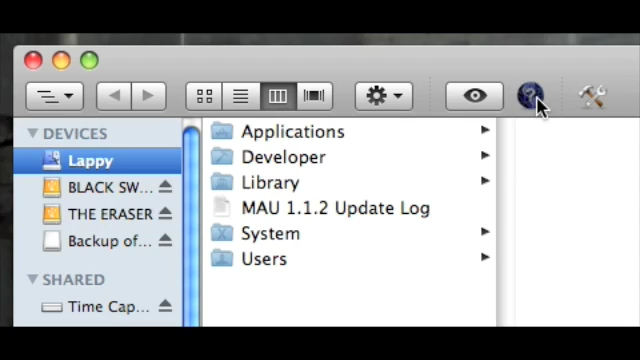 DEVICES
Lappy
BLACK SW...
THE ERASER
Backup of...
SHARED
Time Cap...
Applications
Developer
Library
MAU 1.1.2 Update Log
System
Users